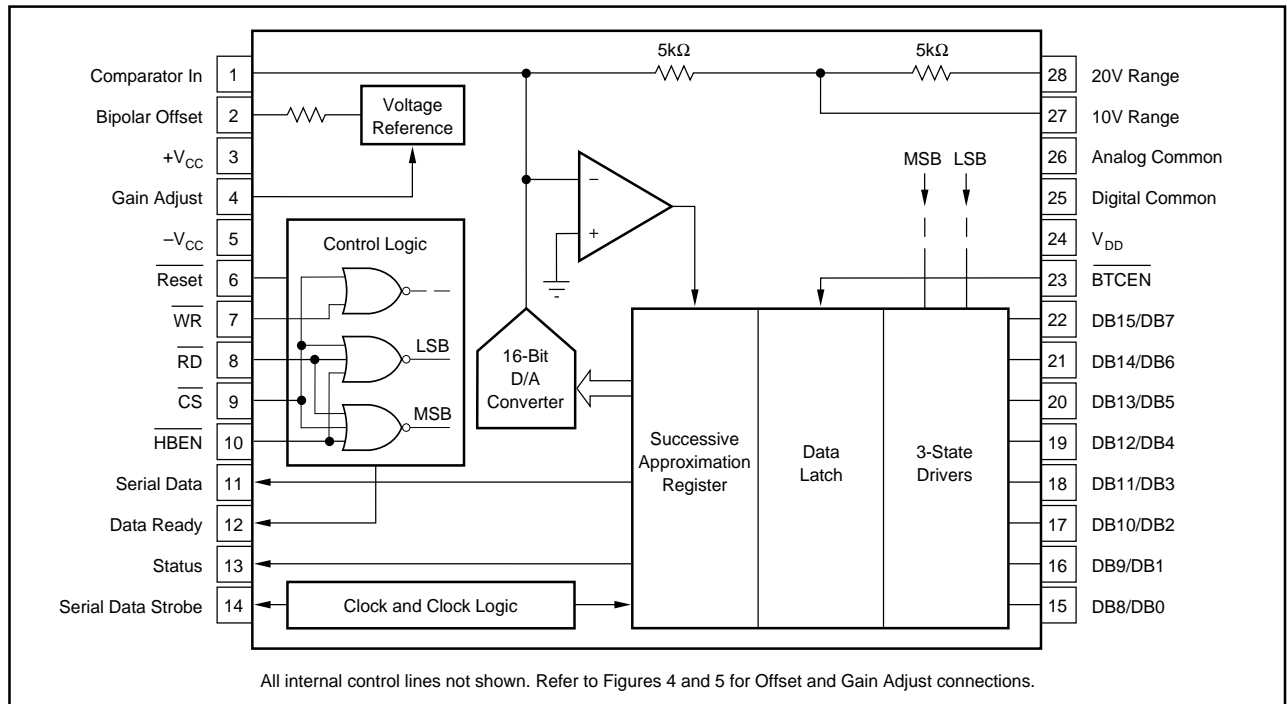 Comparator In 1
Bipolar Offset 2
+VCC 3
Gain Adjust 4
–VCC 5
Reset 6
WR 7
RD 8
CS 9
HBEN 10
Serial Data 11
Data Ready 12
Status 13
Serial Data Strobe 14
5kΩ 5kΩ
Voltage
Reference
Control Logic
LSB
MSB
–
+
16-Bit
D/A
Converter
MSB LSB
Successive
Approximation
Register
Data
Latch
3-State
Drivers
Clock and Clock Logic
28 20V Range
27 10V Range
26 Analog Common
25 Digital Common
24 VDD
23 BTCEN
22 DB15/DB7
21 DB14/DB6
20 DB13/DB5
19 DB12/DB4
18 DB11/DB3
17 DB10/DB2
16 DB9/DB1
15 DB8/DB0
All internal control lines not shown. Refer to Figures 4 and 5 for Offset and Gain Adjust connections.